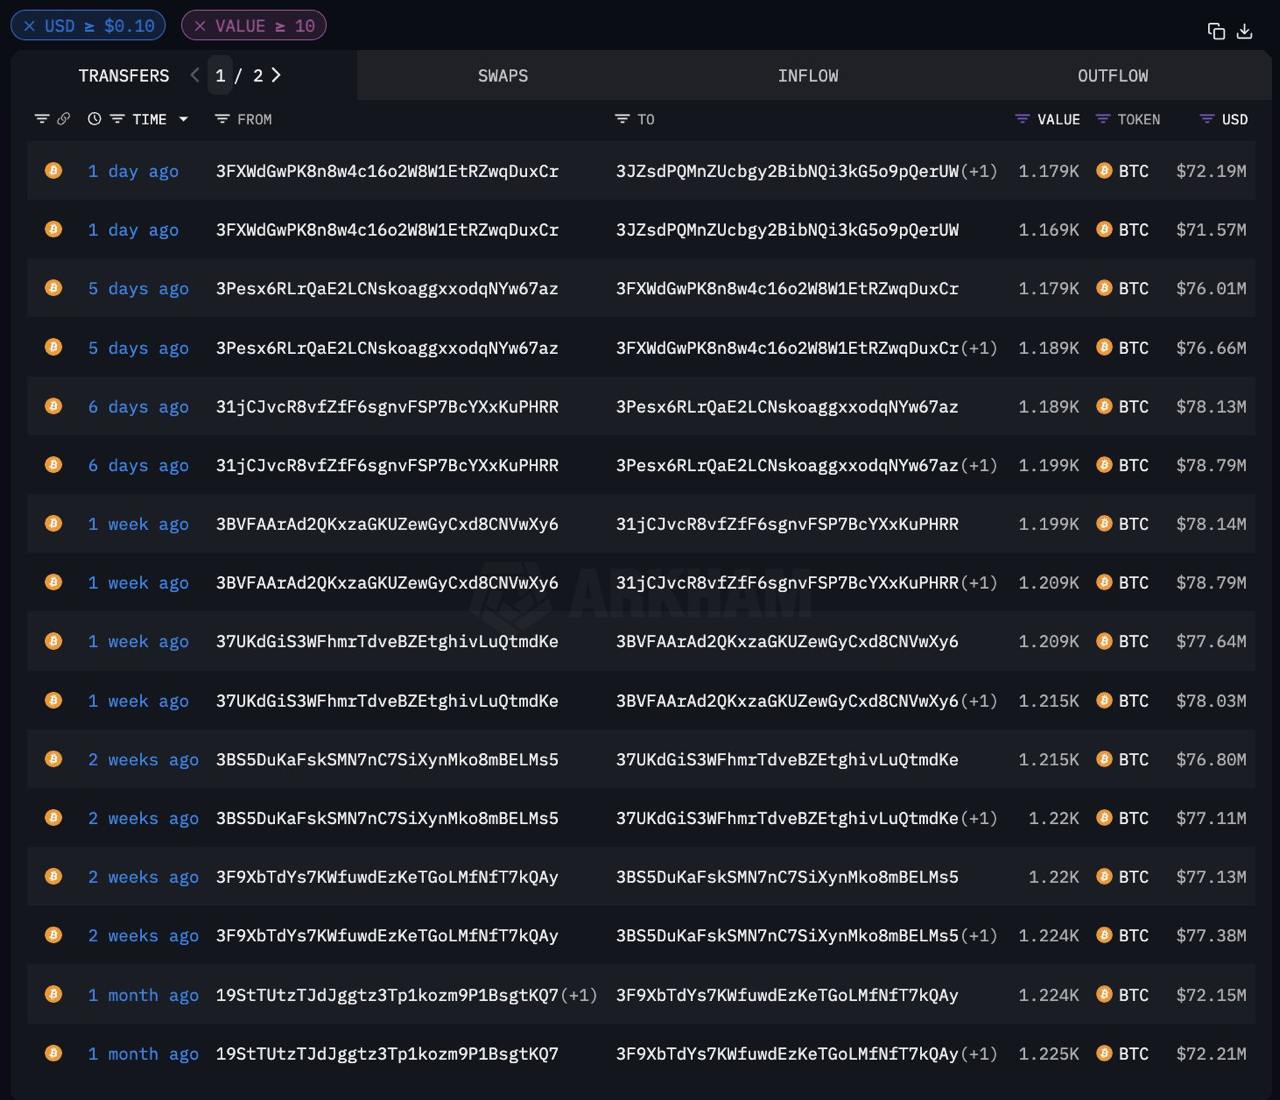 × USD ≥ $0.10 × VALUE ≥ 10
TRANSFERS 1 / 2 SWAPS INFLOW OUTFLOW
TIME FROM TO VALUE TOKEN USD
1 day ago 3FXWdGwPK8n8w4c16o2W8W1EtRZwqDuxCr 3JZsdPQMnZUcbgy2BibNQi3kG5o9pQerUW(+1) 1.179K BTC $72.19M
1 day ago 3FXWdGwPK8n8w4c16o2W8W1EtRZwqDuxCr 3JZsdPQMnZUcbgy2BibNQi3kG5o9pQerUW 1.169K BTC $71.57M
5 days ago 3Pesx6RLrQaE2LCNskoaggxxodqNYw67az 3FXWdGwPK8n8w4c16o2W8W1EtRZwqDuxCr 1.179K BTC $76.01M
5 days ago 3Pesx6RLrQaE2LCNskoaggxxodqNYw67az 3FXWdGwPK8n8w4c16o2W8W1EtRZwqDuxCr(+1) 1.189K BTC $76.66M
6 days ago 31jCJvcR8vfZfF6sgnvFSP7BcYXxKuPHRR 3Pesx6RLrQaE2LCNskoaggxxodqNYw67az 1.189K BTC $78.13M
6 days ago 31jCJvcR8vfZfF6sgnvFSP7BcYXxKuPHRR 3Pesx6RLrQaE2LCNskoaggxxodqNYw67az(+1) 1.199K BTC $78.79M
1 week ago 3BVFAArAd2QKxzaGKUZewGyCxd8CNVwXy6 31jCJvcR8vfZfF6sgnvFSP7BcYXxKuPHRR 1.199K BTC $78.14M
1 week ago 3BVFAArAd2QKxzaGKUZewGyCxd8CNVwXy6 31jCJvcR8vfZfF6sgnvFSP7BcYXxKuPHRR(+1) 1.209K BTC $78.79M
ARKHAM
1 week ago 37UKdGiS3WFhmrTdveBZEtghivLuQtmdKe 3BVFAArAd2QKxzaGKUZewGyCxd8CNVwXy6 1.209K BTC $77.64M
1 week ago 37UKdGiS3WFhmrTdveBZEtghivLuQtmdKe 3BVFAArAd2QKxzaGKUZewGyCxd8CNVwXy6(+1) 1.215K BTC $78.03M
2 weeks ago 3BS5DuKaFskSMN7nC7SiXynMko8mBELMs5 37UKdGiS3WFhmrTdveBZEtghivLuQtmdKe 1.215K BTC $76.80M
2 weeks ago 3BS5DuKaFskSMN7nC7SiXynMko8mBELMs5 37UKdGiS3WFhmrTdveBZEtghivLuQtmdKe(+1) 1.22K BTC $77.11M
2 weeks ago 3F9XbTdYs7KWfuwdEzKeTGoLMfNfT7kQAy 3BS5DuKaFskSMN7nC7SiXynMko8mBELMs5 1.22K BTC $77.13M
2 weeks ago 3F9XbTdYs7KWfuwdEzKeTGoLMfNfT7kQAy 3BS5DuKaFskSMN7nC7SiXynMko8mBELMs5(+1) 1.224K BTC $77.38M
1 month ago 19StTUtzTJdJggtz3Tp1kozm9P1BsgtKQ7(+1) 3F9XbTdYs7KWfuwdEzKeTGoLMfNfT7kQAy 1.224K BTC $72.15M
1 month ago 19StTUtzTJdJggtz3Tp1kozm9P1BsgtKQ7 3F9XbTdYs7KWfuwdEzKeTGoLMfNfT7kQAy(+1) 1.225K BTC $72.21M